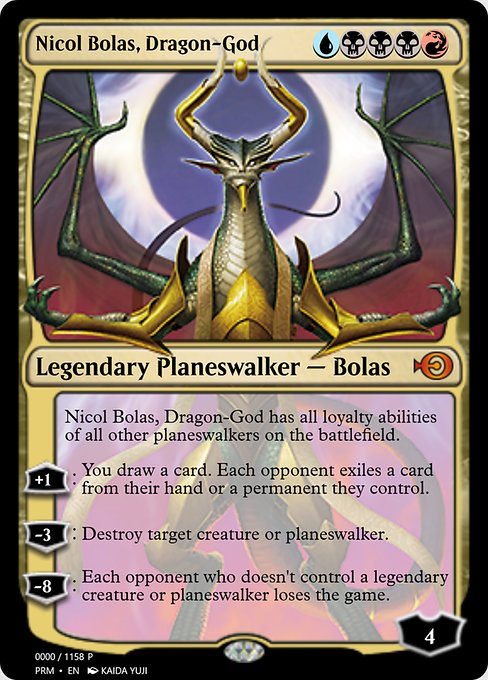 Nicol Bolas, Dragon-God
Legendary Planeswalker — Bolas
Nicol Bolas, Dragon-God has all loyalty abilities
of all other planeswalkers on the battlefield.
+1: You draw a card. Each opponent exiles a card
from their hand or a permanent they control.
-3: Destroy target creature or planeswalker.
-8: Each opponent who doesn't control a legendary
creature or planeswalker loses the game.
4
0000 / 1158 P
PRM • EN KAIDA YUJI